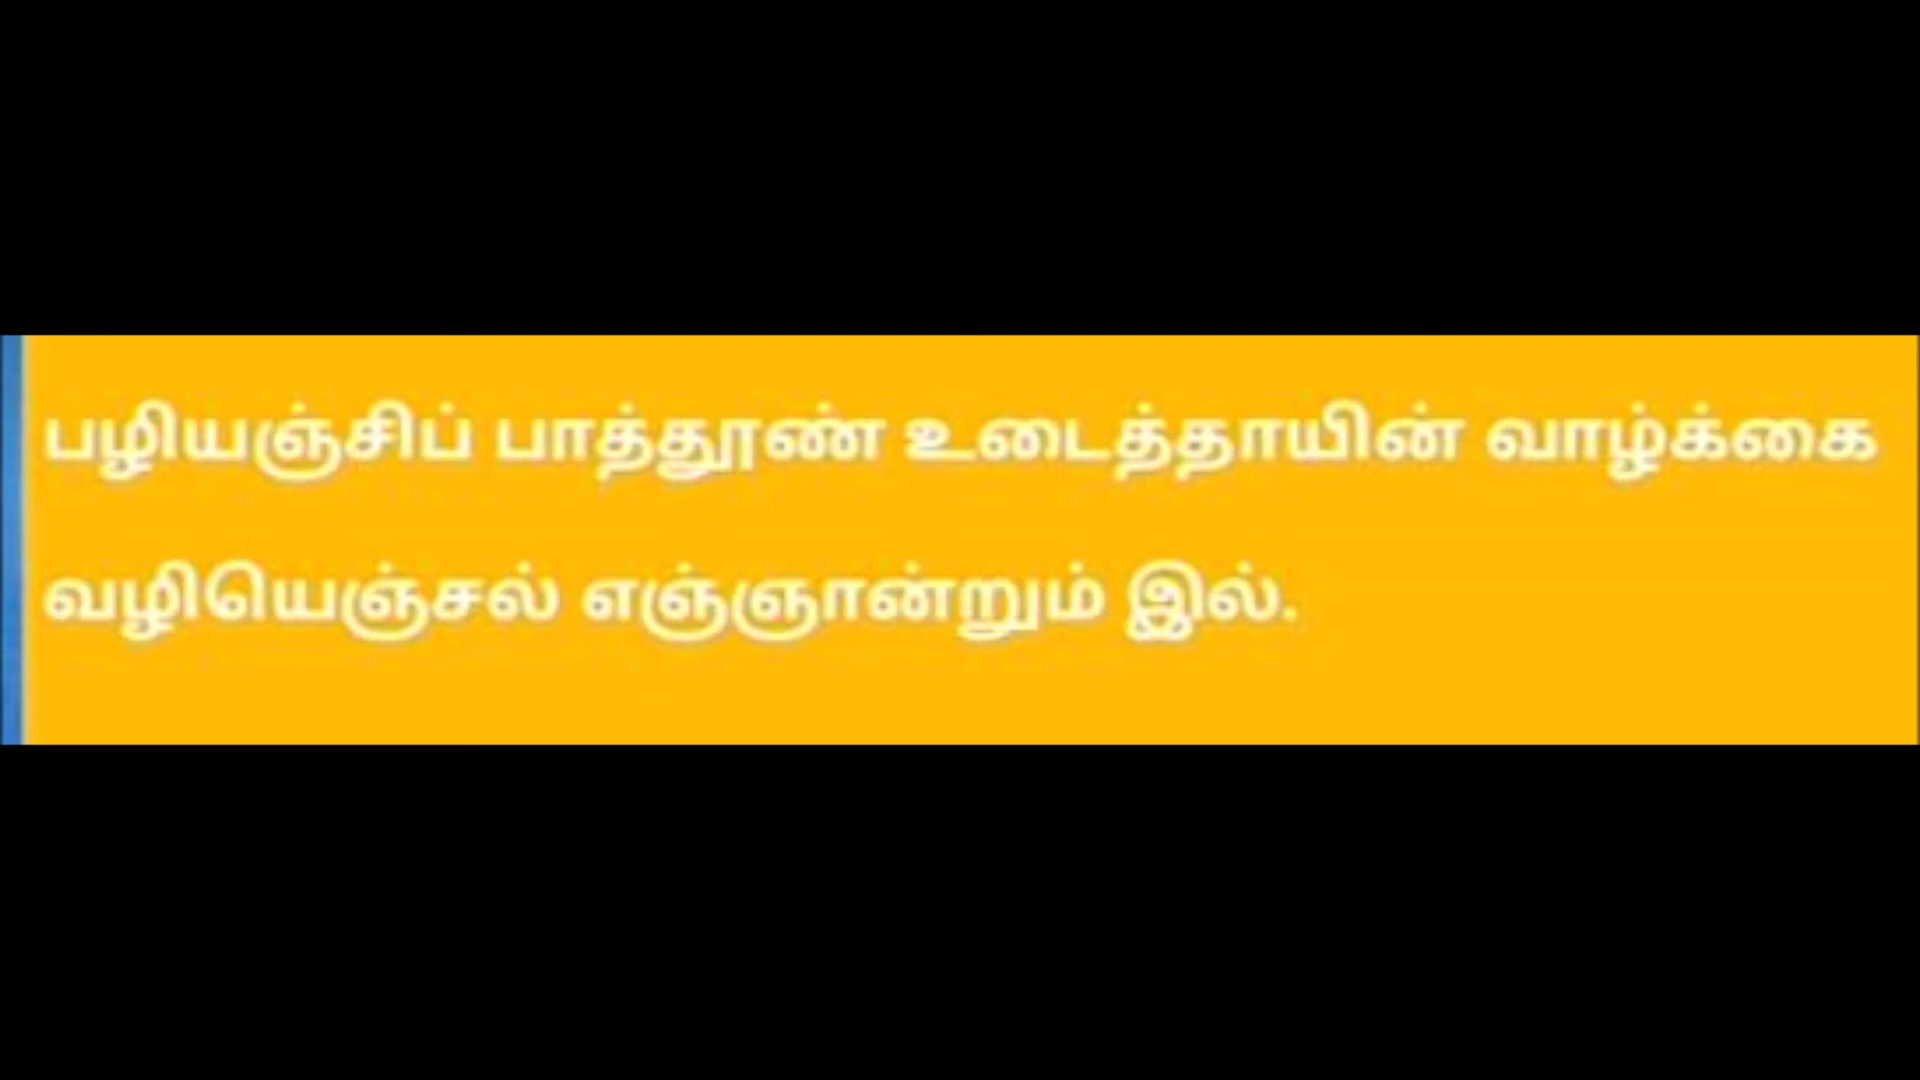 பழியஞ்சிப் பாத்தூண் உடைத்தாயின் வாழ்க்கை
வழியெஞ்சல் எஞ்ஞான்றும் இல்.